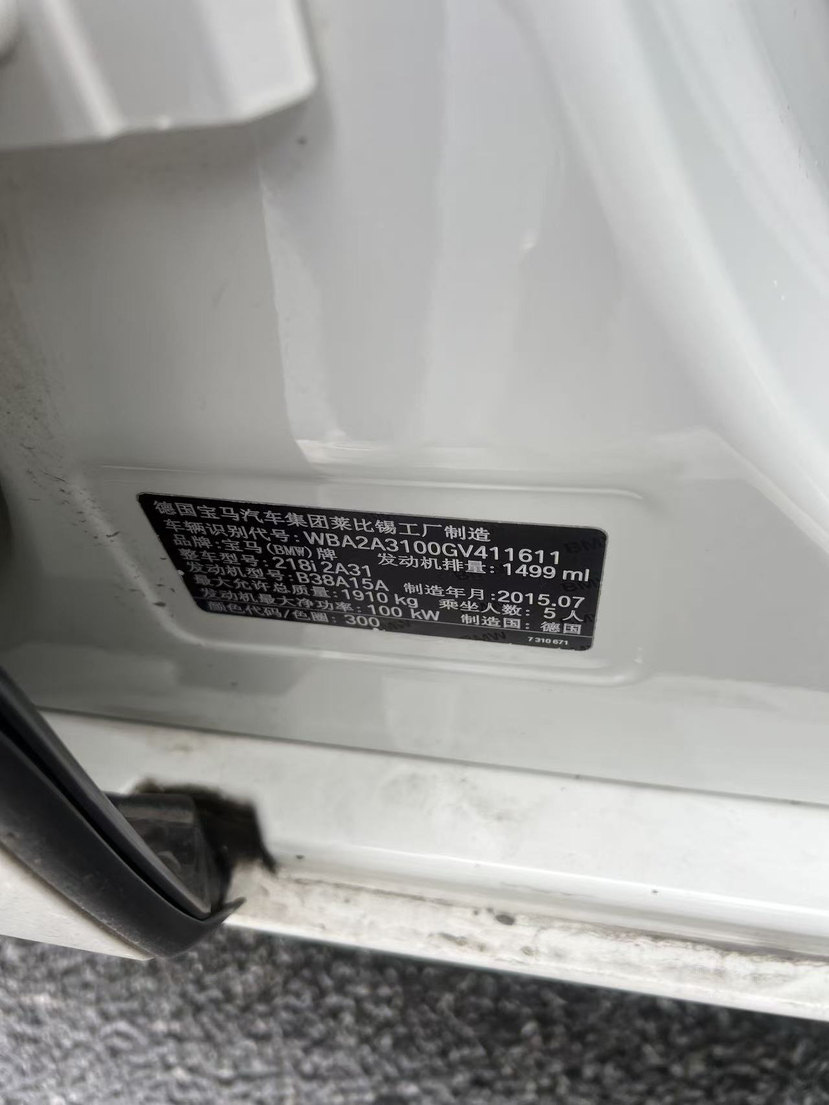 德国宝马汽车集团莱比锡工厂制造
车辆识别代号: WBA2A3100GV411611
品牌:宝马(BMW)牌 发动机排量: 1499 ml
整车型号: 218i 2A31
发动机型号: B38A15A 制造年月:2015.07
最大允许总质量: 1910 kg 乘坐人数: 5 人
发动机最大净功率: 100 kW 制造国: 德国
颜色代码/色圈: 300
7 310 671